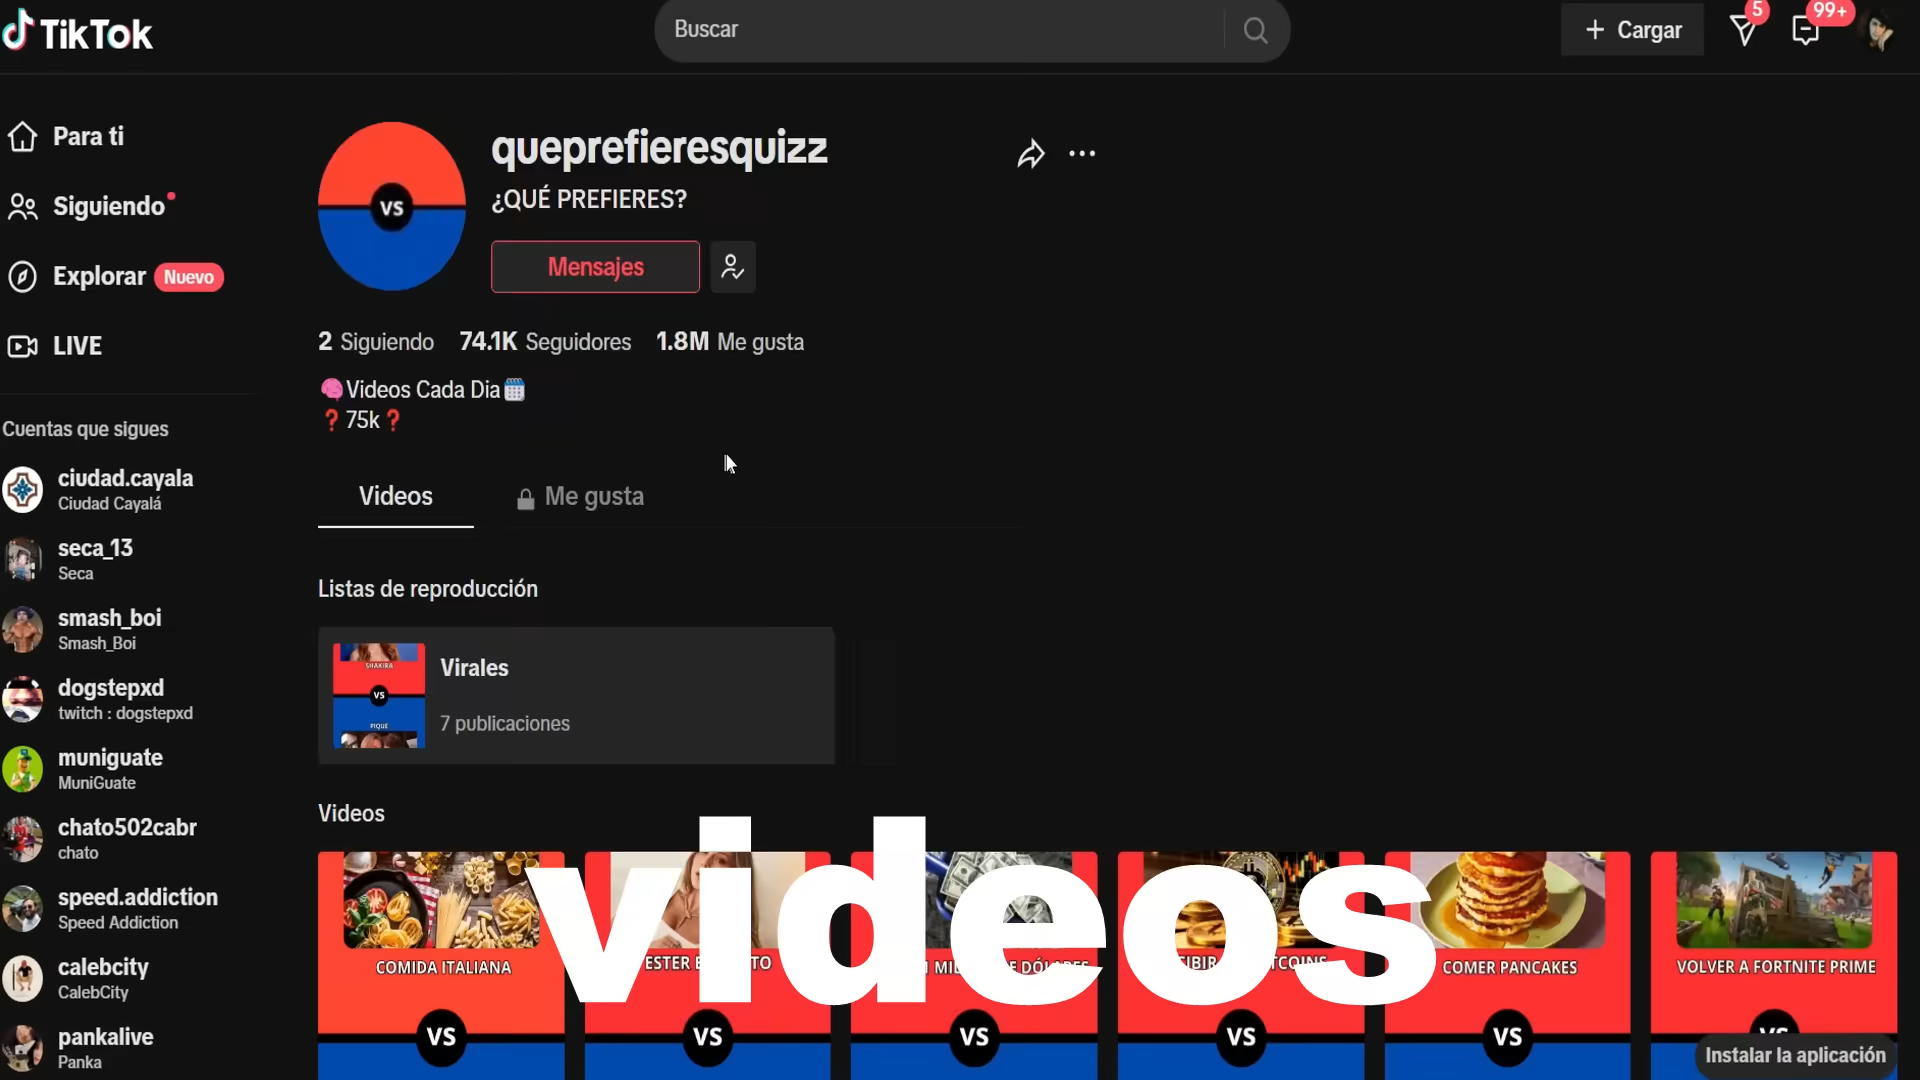 TikTok
Buscar
+ Cargar
5
99+
Para ti
Siguiendo
Explorar Nuevo
LIVE
Cuentas que sigues
ciudad.cayala
Ciudad Cayalá
seca_13
Seca
smash_boi
Smash_Boi
dogstepxd
twitch : dogstepxd
muniguate
MuniGuate
chato502cabr
chato
speed.addiction
Speed Addiction
calebcity
CalebCity
pankalive
Panka
VS
queprefieresquizz
¿QUÉ PREFIERES?
Mensajes
2 Siguiendo 74.1K Seguidores 1.8M Me gusta
🧠Videos Cada Dia🗓️
❓75k❓
Videos
Me gusta
Listas de reproducción
SHAKIRA
VS
PIQUE
Virales
7 publicaciones
Videos
videos
COMIDA ITALIANA
COMER PANCAKES
VOLVER A FORTNITE PRIME
VS
VS
VS
VS
VS
VS
Instalar la aplicación